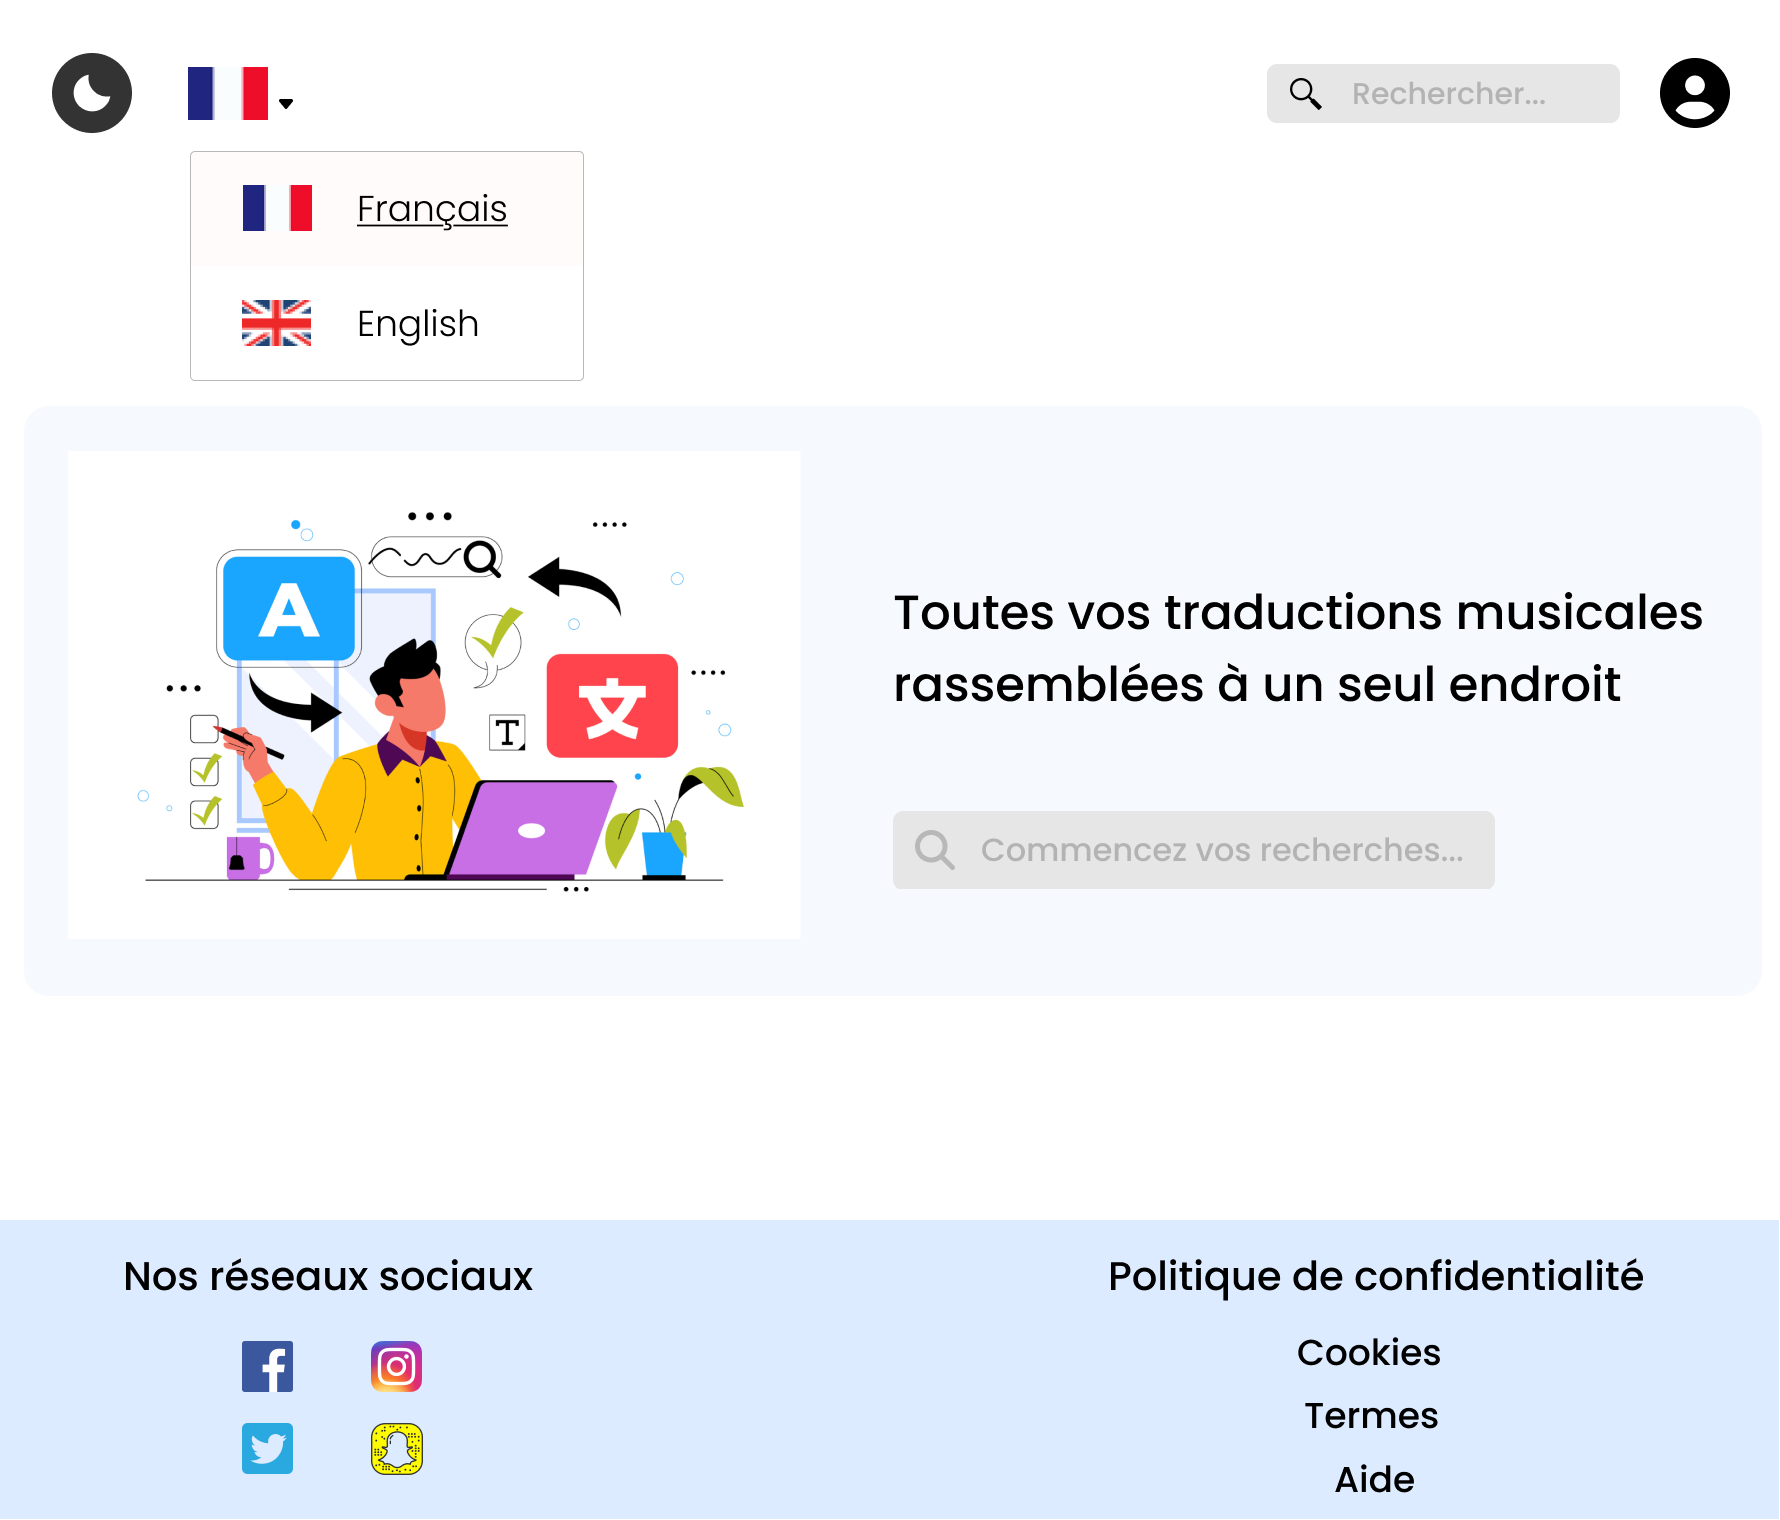 Rechercher...
Français
English
A
文
T
Toutes vos traductions musicales
rassemblées à un seul endroit
Commencez vos recherches...
Nos réseaux sociaux
Politique de confidentialité
Cookies
Termes
Aide